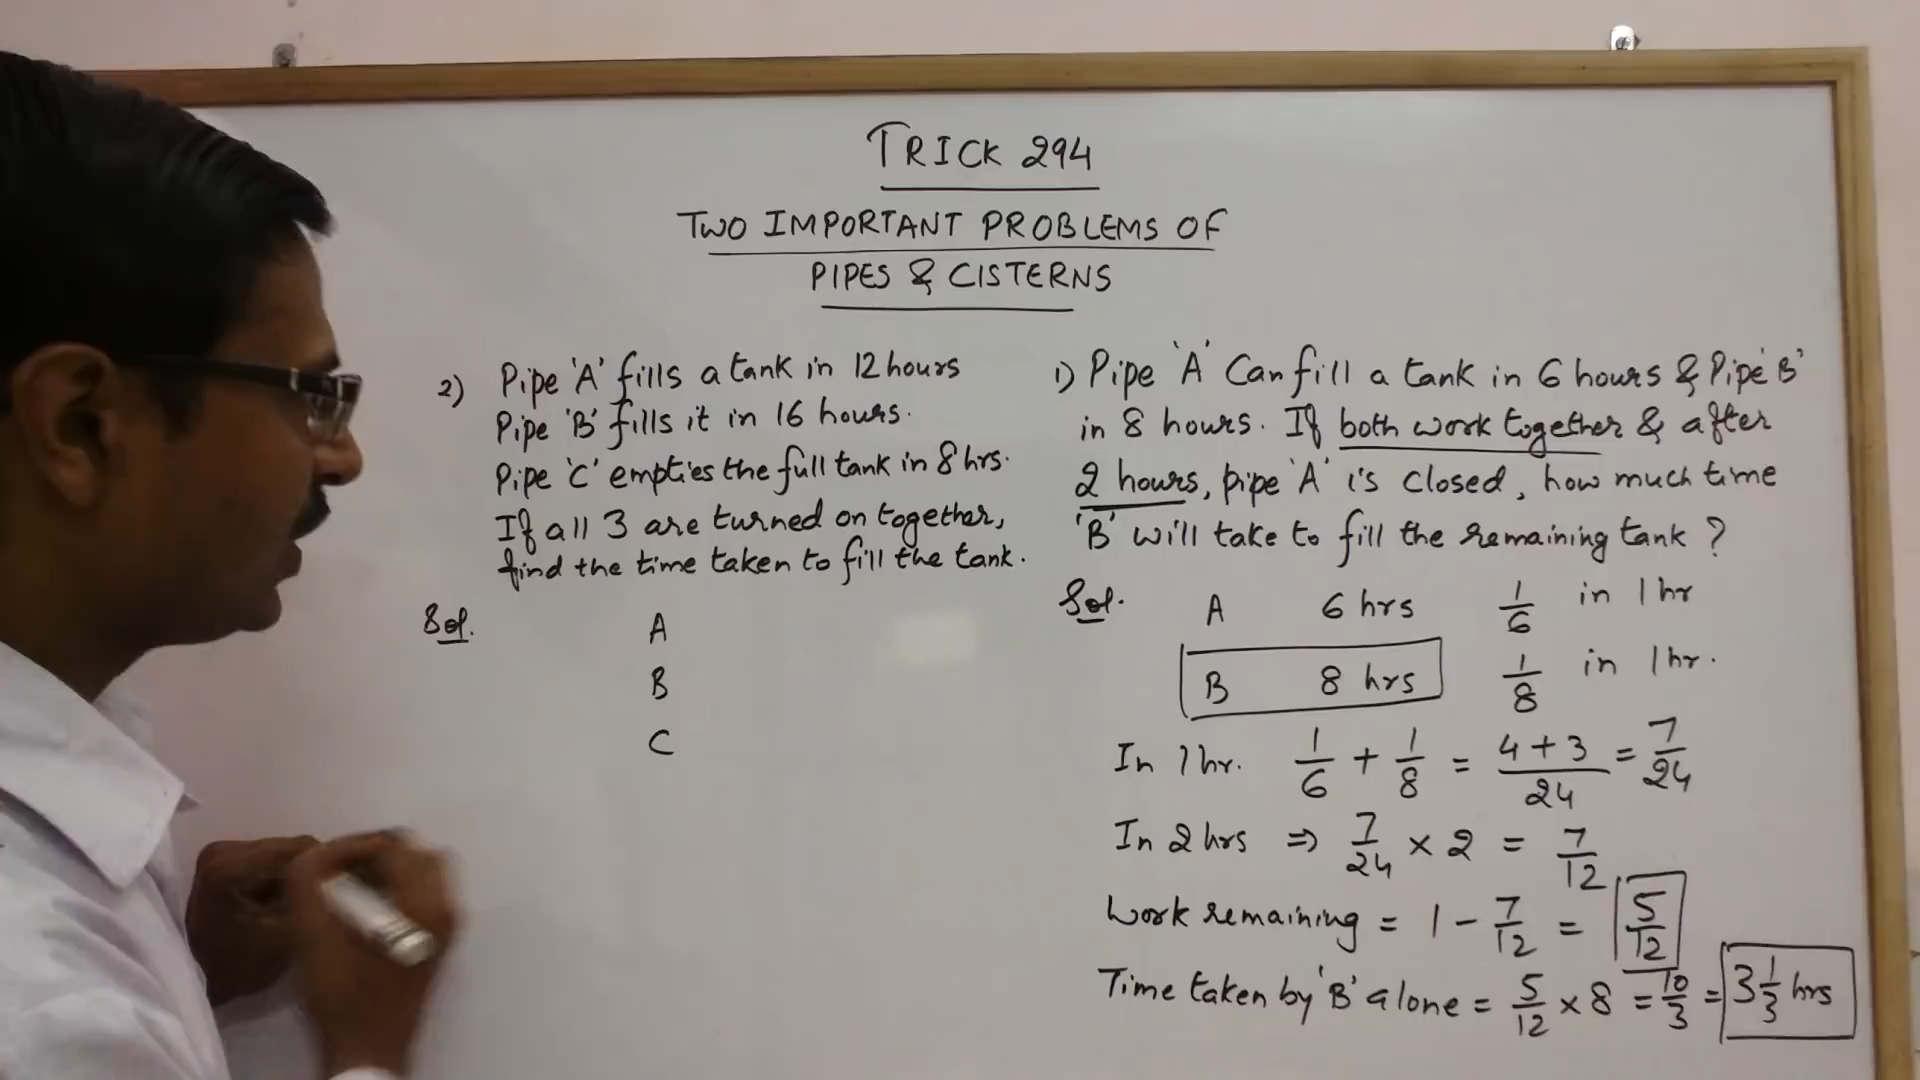 TRICK 294
TWO IMPORTANT PROBLEMS OF
PIPES & CISTERNS
2) Pipe 'A' fills a tank in 12 hours
Pipe 'B' fills it in 16 hours.
Pipe 'C' empties the full tank in 8 hrs.
If all 3 are turned on together,
find the time taken to fill the tank.
Sol.
A
B
C
1) Pipe 'A' Can fill a tank in 6 hours & Pipe 'B'
in 8 hours. If both work together & after
2 hours, pipe 'A' is closed, how much time
'B' will take to fill the remaining tank ?
Sol. A 6 hrs 1/6 in 1 hr
B 8 hrs 1/8 in 1 hr.
In 1 hr. 1/6 + 1/8 = 4+3/24 = 7/24
In 2 hrs ⇒ 7/24 × 2 = 7/12
Work remaining = 1 - 7/12 = 5/12
Time taken by 'B' alone = 5/12 × 8 = 10/3 = 3 1/3 hrs